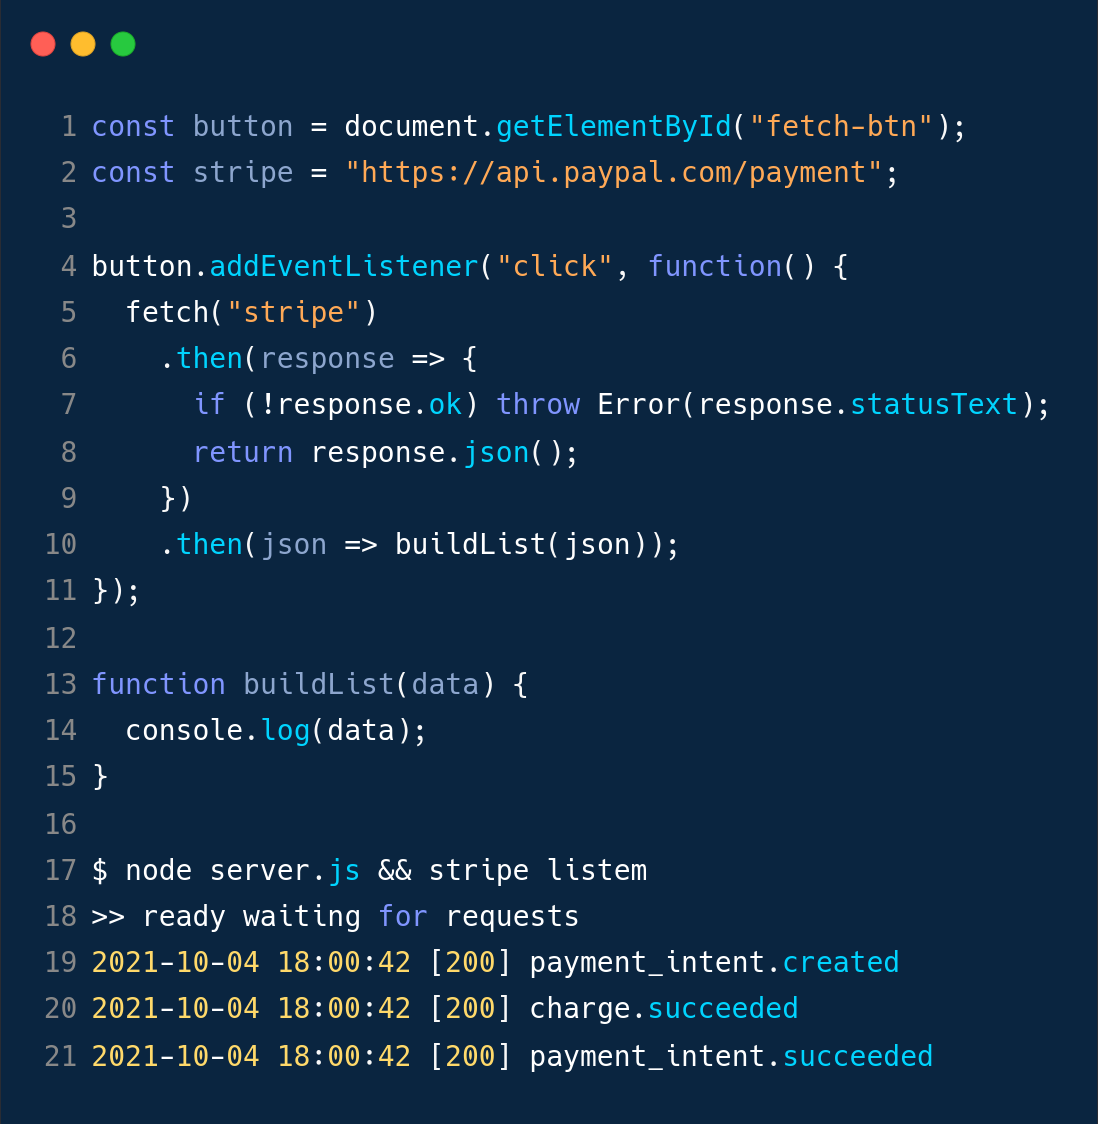 1 const button = document.getElementById("fetch-btn");
2 const stripe = "https://api.paypal.com/payment";
3
4 button.addEventListener("click", function() {
5   fetch("stripe")
6     .then(response => {
7       if (!response.ok) throw Error(response.statusText);
8       return response.json();
9     })
10     .then(json => buildList(json));
11 });
12
13 function buildList(data) {
14   console.log(data);
15 }
16
17 $ node server.js && stripe listem
18 >> ready waiting for requests
19 2021-10-04 18:00:42 [200] payment_intent.created
20 2021-10-04 18:00:42 [200] charge.succeeded
21 2021-10-04 18:00:42 [200] payment_intent.succeeded